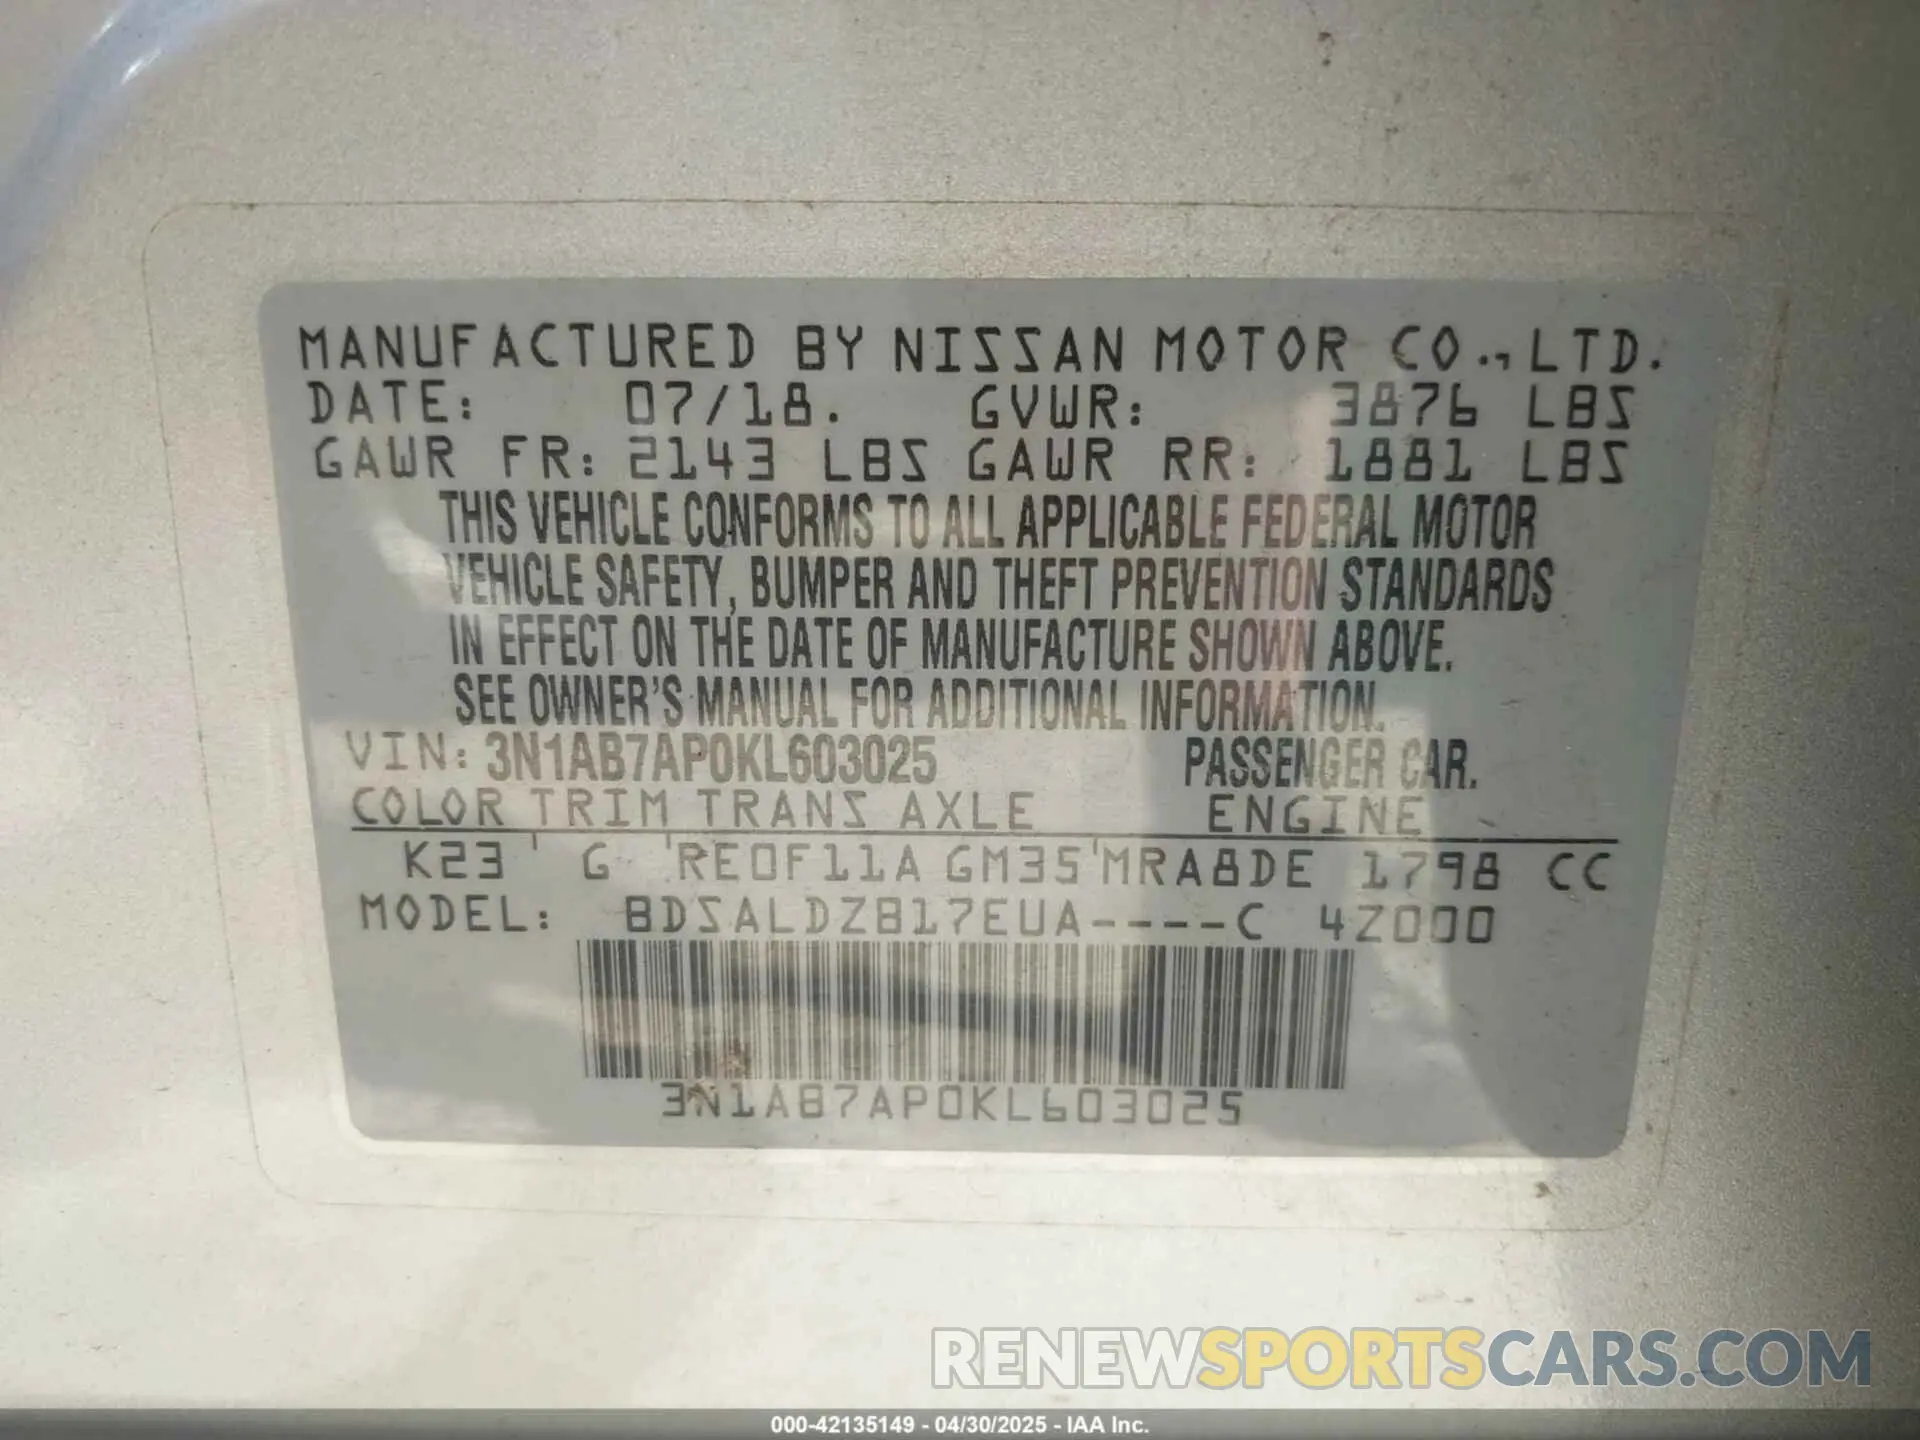 MANUFACTURED BY NISSAN MOTOR CO., LTD.
DATE: 07/18. GVWR: 3876 LBS
GAWR FR: 2143 LBS GAWR RR: 1881 LBS
THIS VEHICLE CONFORMS TO ALL APPLICABLE FEDERAL MOTOR
VEHICLE SAFETY, BUMPER AND THEFT PREVENTION STANDARDS
IN EFFECT ON THE DATE OF MANUFACTURE SHOWN ABOVE.
SEE OWNER'S MANUAL FOR ADDITIONAL INFORMATION.
VIN: 3N1AB7AP0KL603025 PASSENGER CAR.
COLOR TRIM TRANS AXLE ENGINE
K23 G RE0F11A GM35 MRA8DE 1798 CC
MODEL: BDSALDZB17EUA----C 4Z000
3N1AB7AP0KL603025
RENEWSPORTSCARS.COM
000-42135149 - 04/30/2025 - IAA Inc.